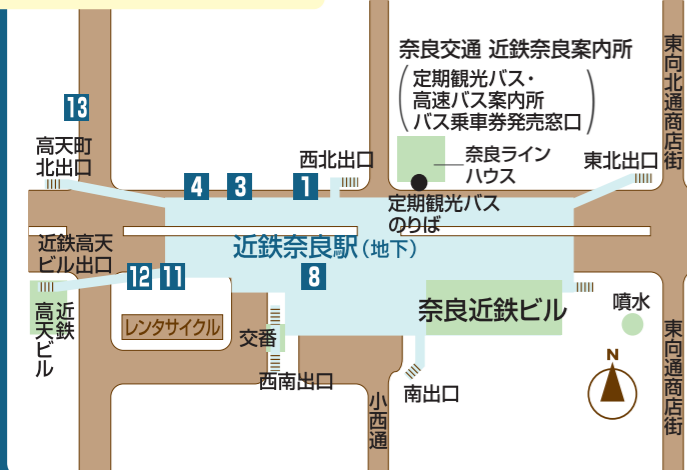 奈良交通 近鉄奈良案内所
定期観光バス・
高速バス案内所
バス乗車券発売窓口
東向北通商店街
13
高天町
北出口
西北出口
奈良ライン
ハウス
東北出口
4
3
1
定期観光バス
のりば
近鉄高天
ビル出口
近鉄奈良駅(地下)
12
11
8
近鉄
高天ビル
レンタサイクル
交番
奈良近鉄ビル
噴水
西南出口
小西通
南出口
N
東向通商店街